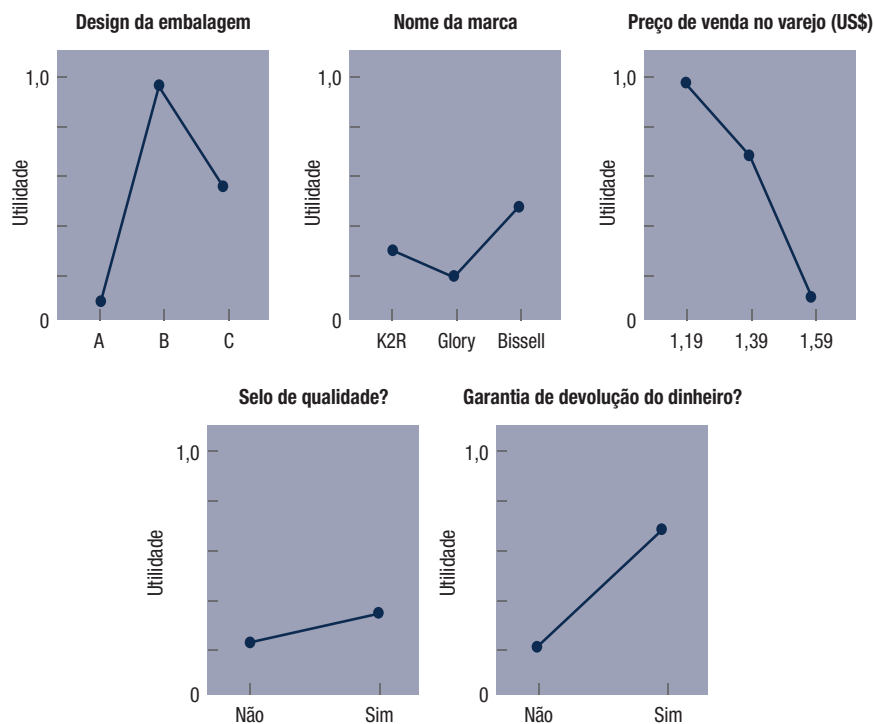 Design da embalagem
1,0
Utilidade
0
A B C
Nome da marca
1,0
Utilidade
0
K2R Glory Bissell
Preço de venda no varejo (US$)
1,0
Utilidade
0
1,19 1,39 1,59
Selo de qualidade?
1,0
Utilidade
0
Não Sim
Garantia de devolução do dinheiro?
1,0
Utilidade
0
Não Sim